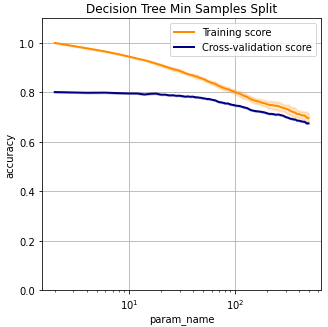 Decision Tree Min Samples Split
Training score
Cross-validation score
accuracy
1.0
0.8
0.6
0.4
0.2
0.0
10¹
10²
param_name